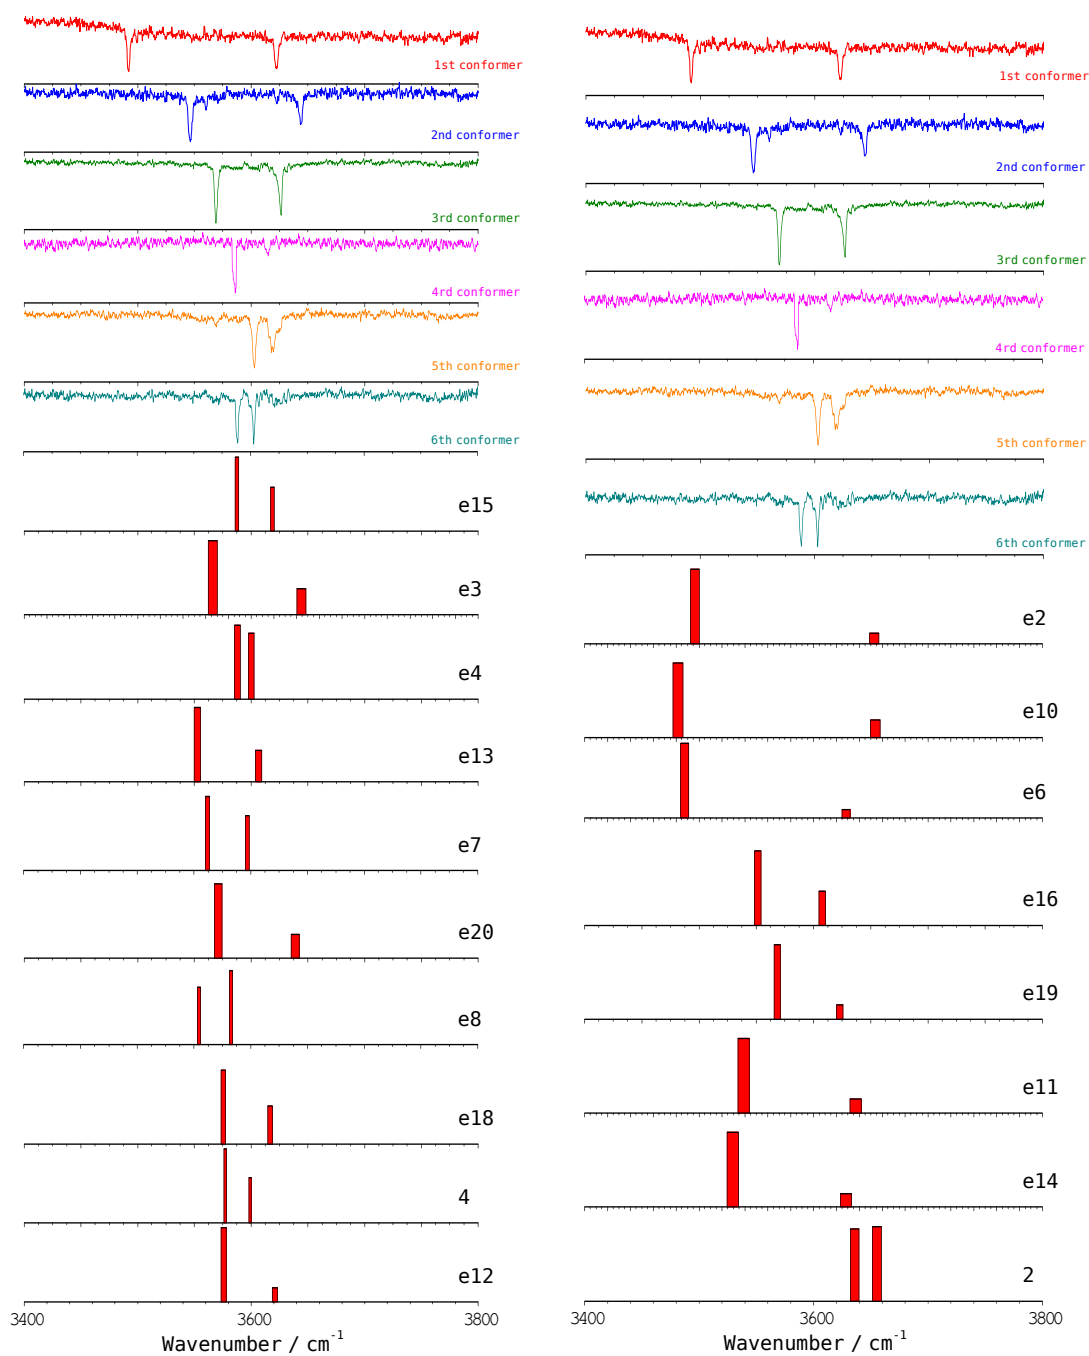 1st conformer
2nd conformer
3rd conformer
4rd conformer
5th conformer
6th conformer
e15
e3
e4
e13
e7
e20
e8
e18
4
e12
3400
3600
3800
Wavenumber / cm-1
1st conformer
2nd conformer
3rd conformer
4rd conformer
5th conformer
6th conformer
e2
e10
e6
e16
e19
e11
e14
2
3400
3600
3800
Wavenumber / cm-1